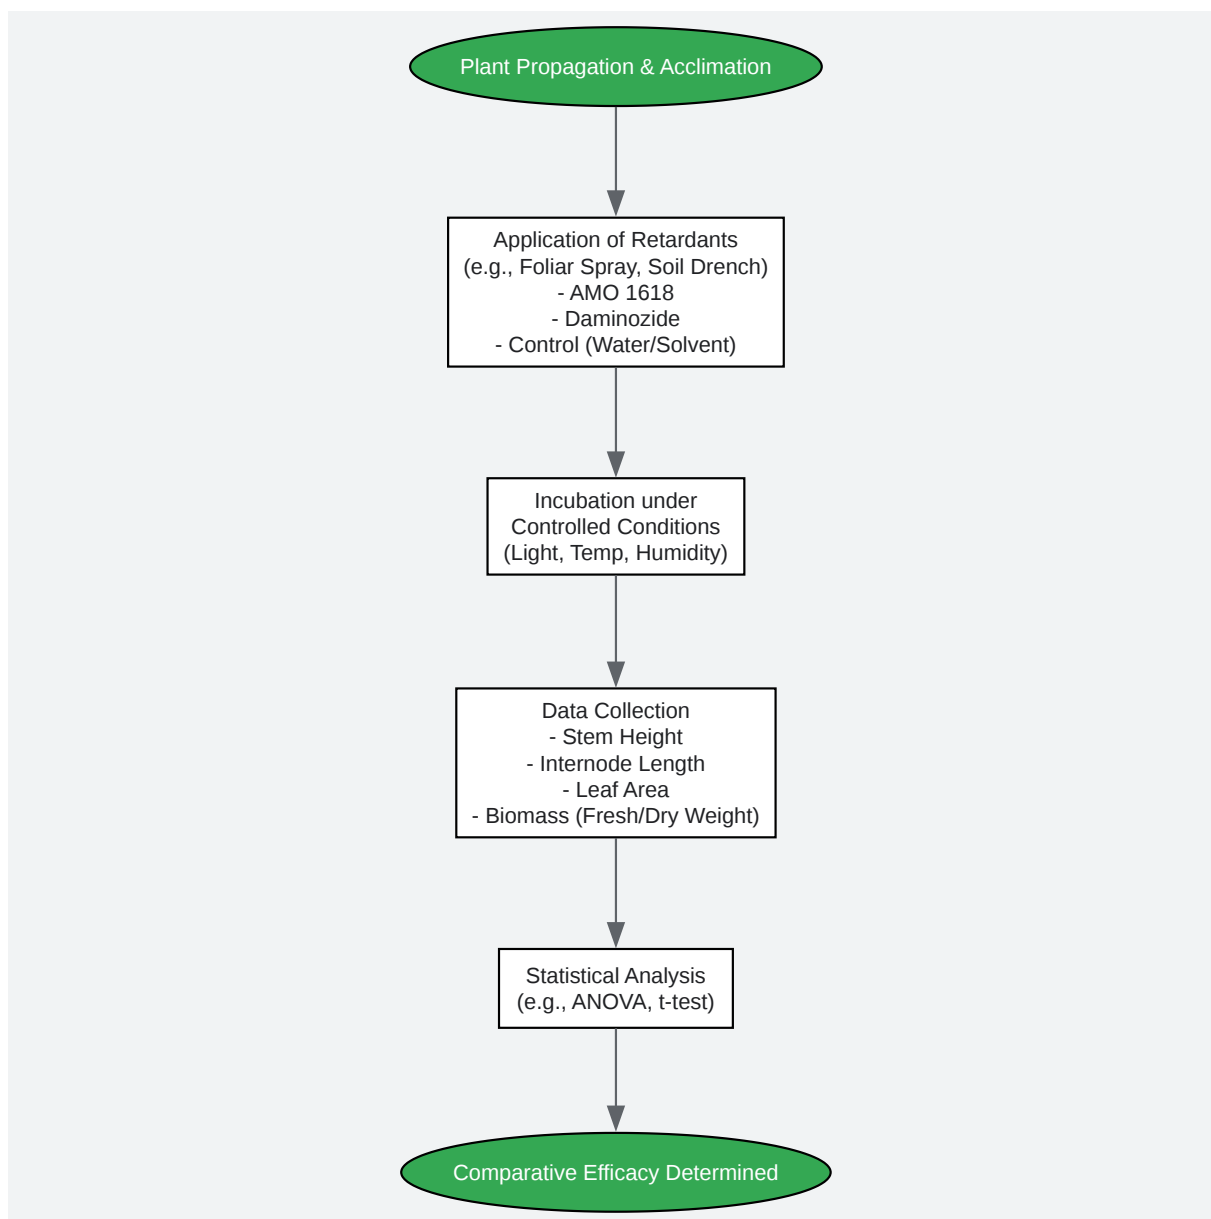 Plant Propagation & Acclimation
Application of Retardants
(e.g., Foliar Spray, Soil Drench)
- AMO 1618
- Daminozide
- Control (Water/Solvent)
Incubation under
Controlled Conditions
(Light, Temp, Humidity)
Data Collection
- Stem Height
- Internode Length
- Leaf Area
- Biomass (Fresh/Dry Weight)
Statistical Analysis
(e.g., ANOVA, t-test)
Comparative Efficacy Determined